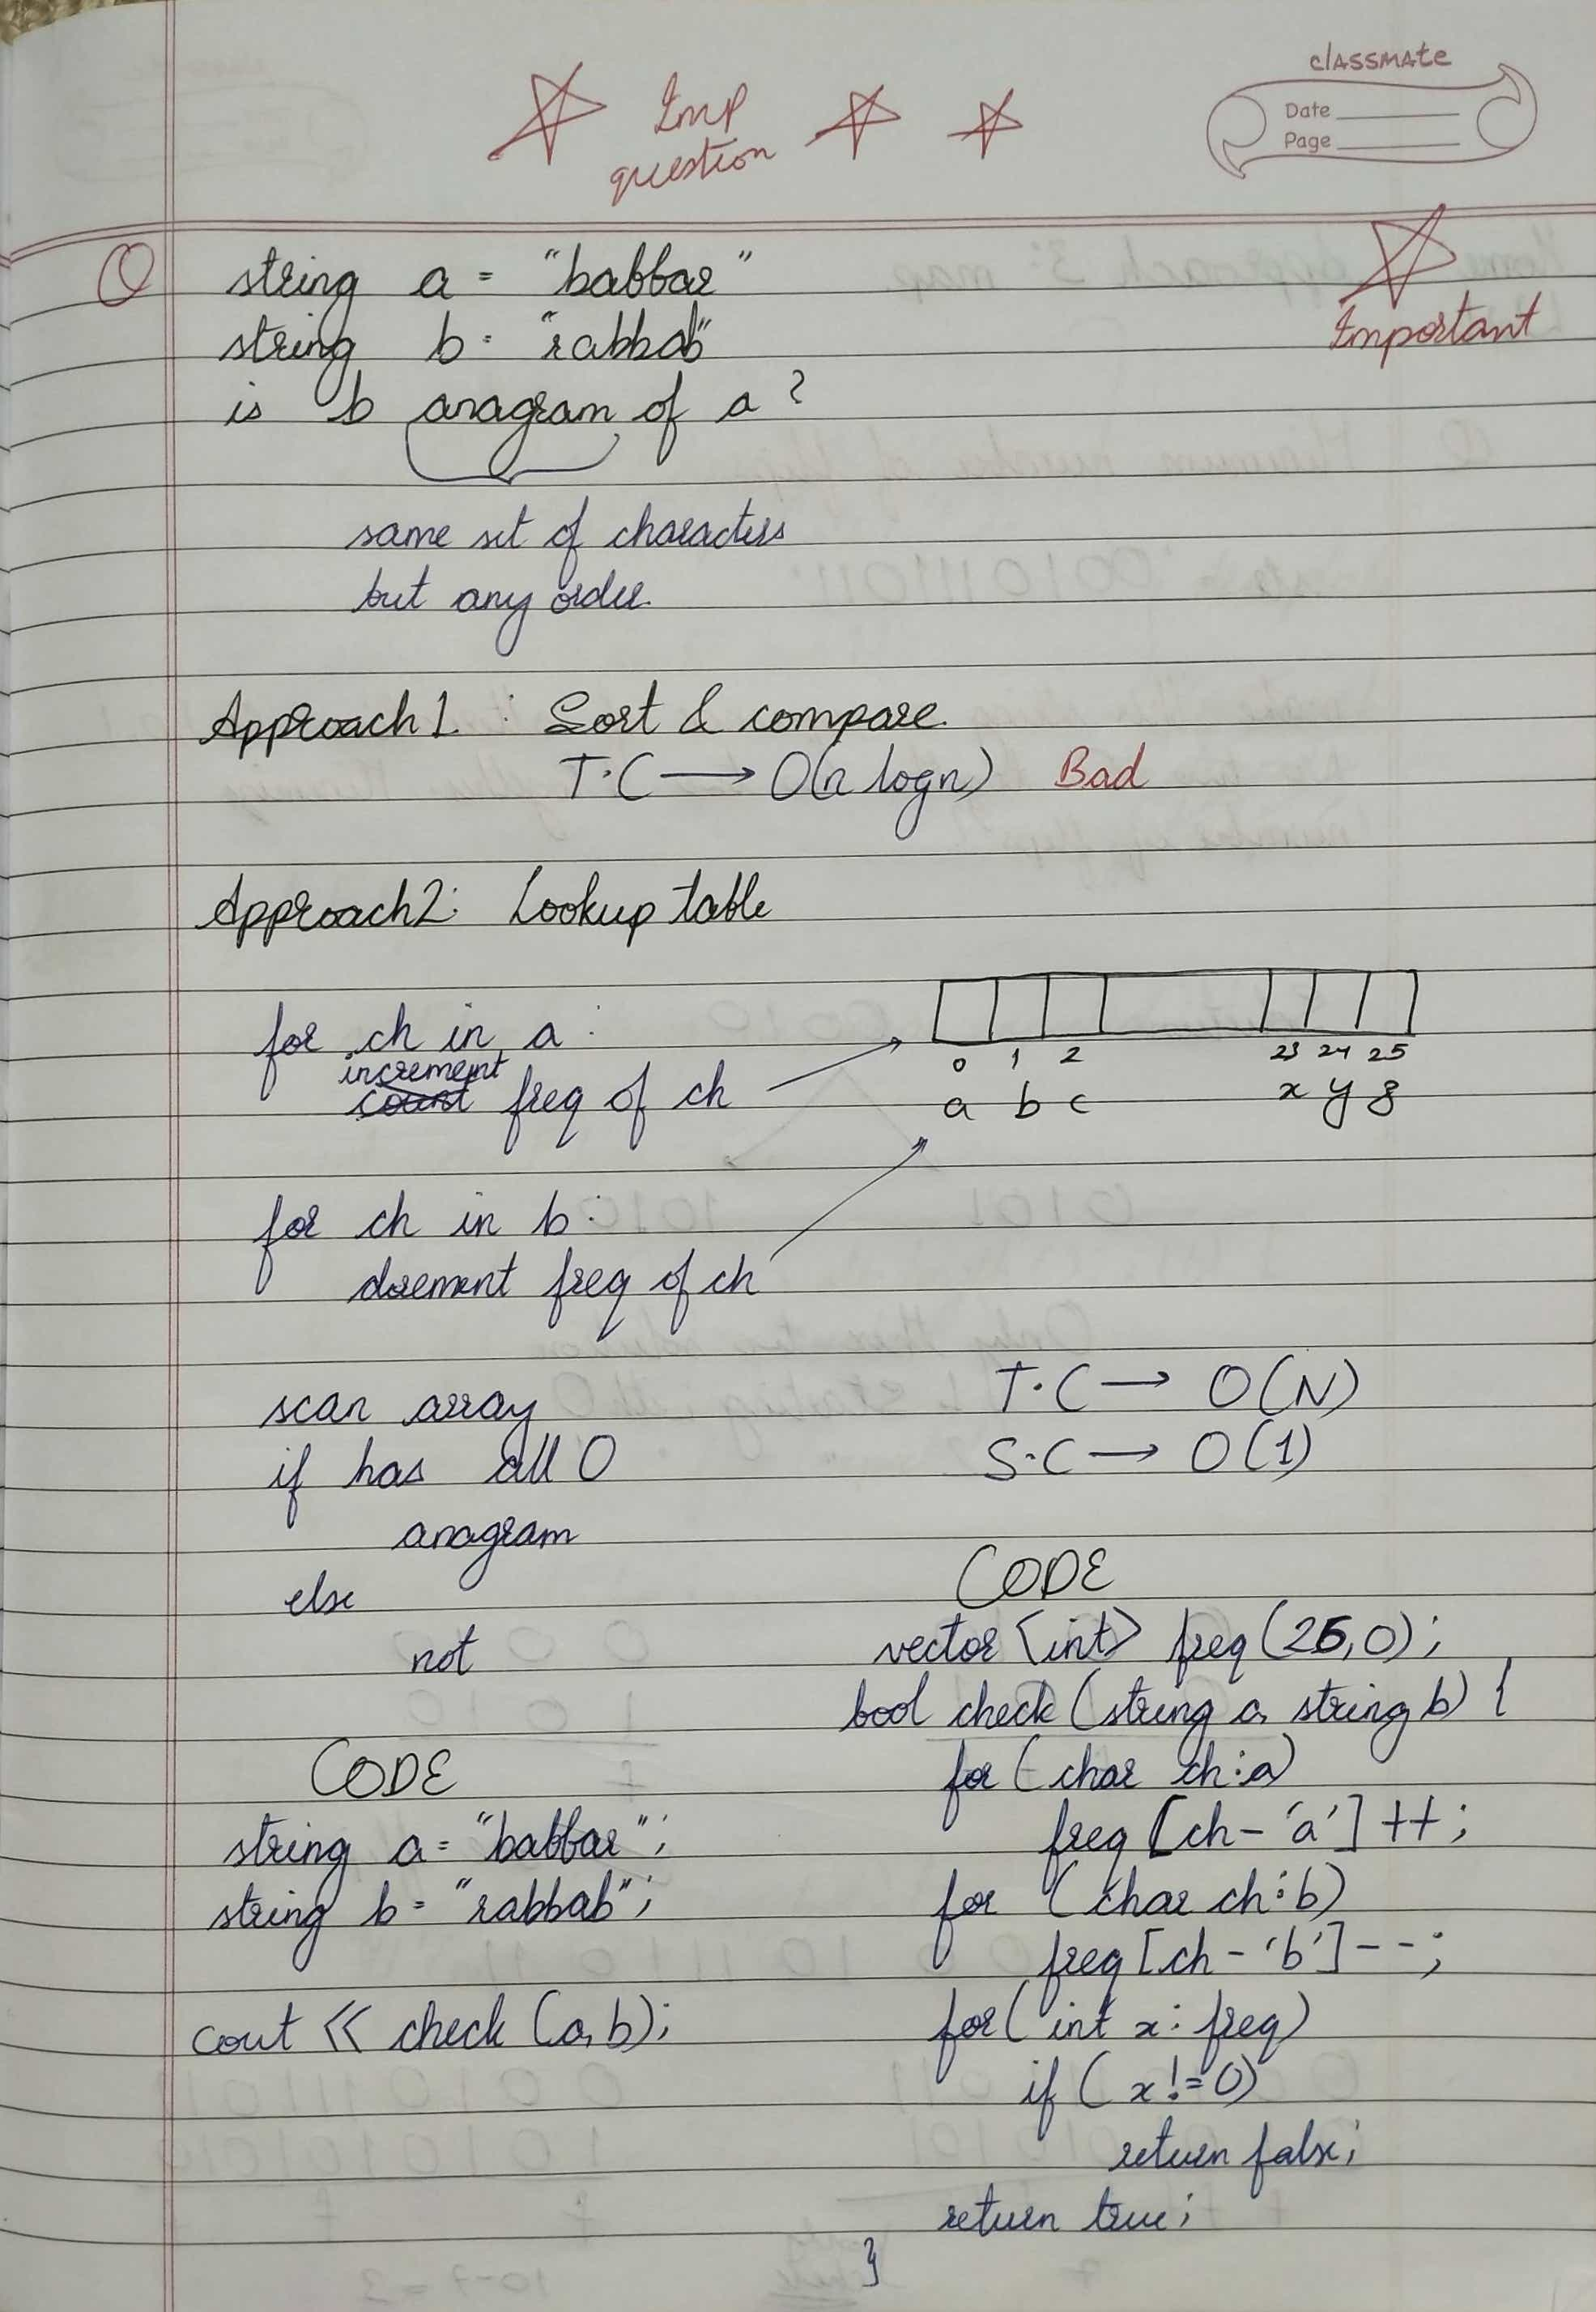 classmate
Date
Page
Imp
question
Important
Q string a = "babbar"
string b = "rabbab"
is b anagram of a ?
same set of characters
but any order.
Approach 1 : Sort & compare.
T.C → O(n logn) Bad
Approach 2: Lookup table
for ch in a :
increment
count freq of ch
0 1 2 23 24 25
a b c x y z
for ch in b :
decrement freq of ch
scan array
if has all 0
anagram
else
not
T.C → O(N)
S.C → O(1)
CODE
string a = "babbar";
string b = "rabbab";
cout << check (a, b);
CODE
vector <int> freq (26, 0);
bool check (string a, string b) {
for (char ch : a)
freq [ch - 'a'] ++ ;
for (char ch : b)
freq [ch - 'b'] -- ;
for (int x : freq)
if (x != 0)
return false;
return true;
}